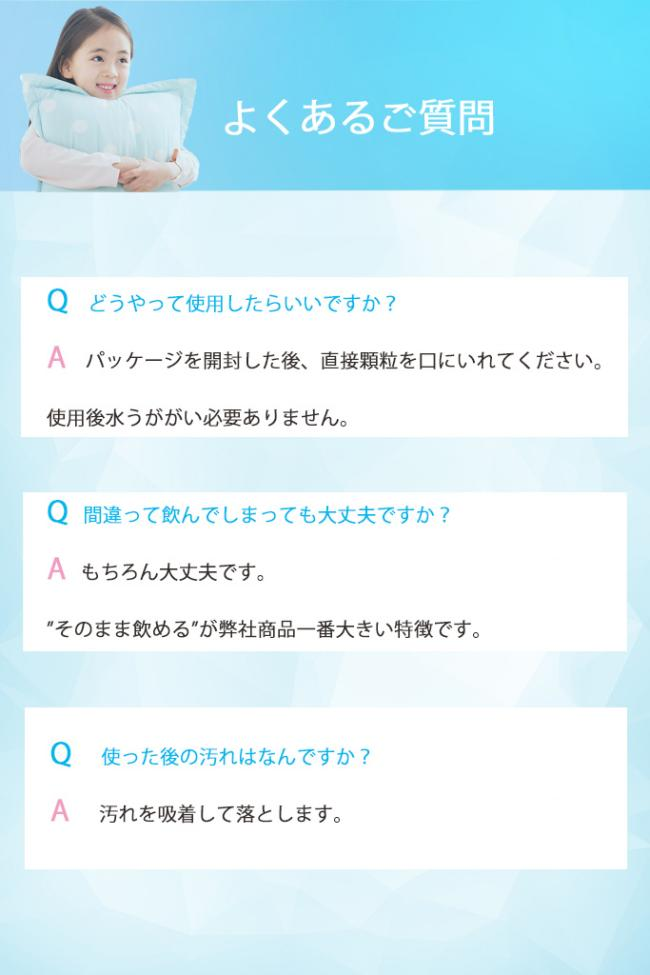 よくあるご質問
Q どうやって使用したらいいですか？
A パッケージを開封した後、直接顆粒を口にいれてください。
使用後水うががい必要ありません。
Q 間違って飲んでしまっても大丈夫ですか？
A もちろん大丈夫です。
”そのまま飲める”が弊社商品一番大きい特徴です。
Q 使った後の汚れはなんですか？
A 汚れを吸着して落とします。